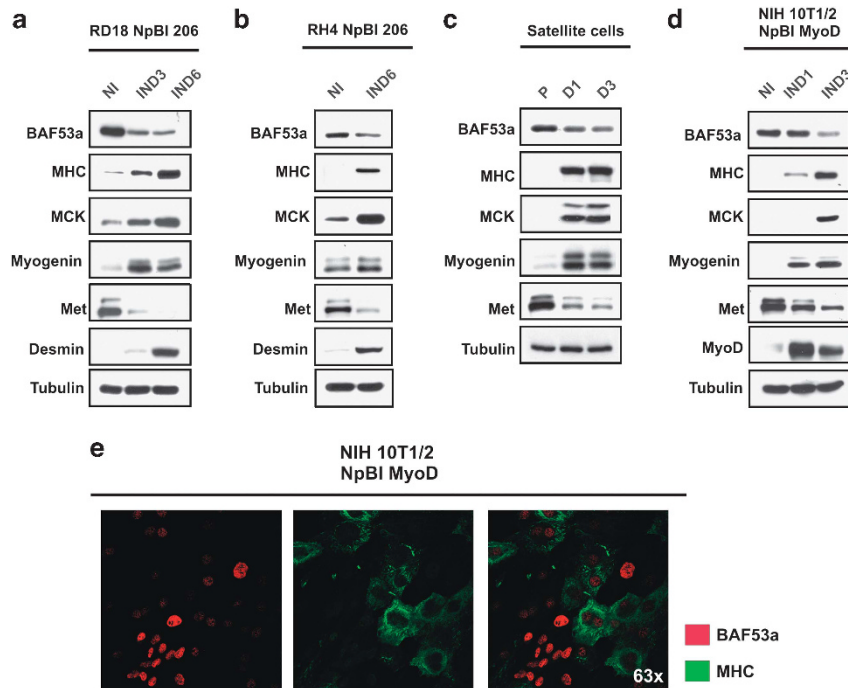 a
RD18 NpBI 206
NI IND3 IND6
BAF53a
MHC
MCK
Myogenin
Met
Desmin
Tubulin
b
RH4 NpBI 206
NI IND6
BAF53a
MHC
MCK
Myogenin
Met
Desmin
Tubulin
c
Satellite cells
P D1 D3
BAF53a
MHC
MCK
Myogenin
Met
Tubulin
d
NIH 10T1/2
NpBI MyoD
NI IND1 IND3
BAF53a
MHC
MCK
Myogenin
Met
MyoD
Tubulin
e
NIH 10T1/2
NpBI MyoD
63x
BAF53a
MHC